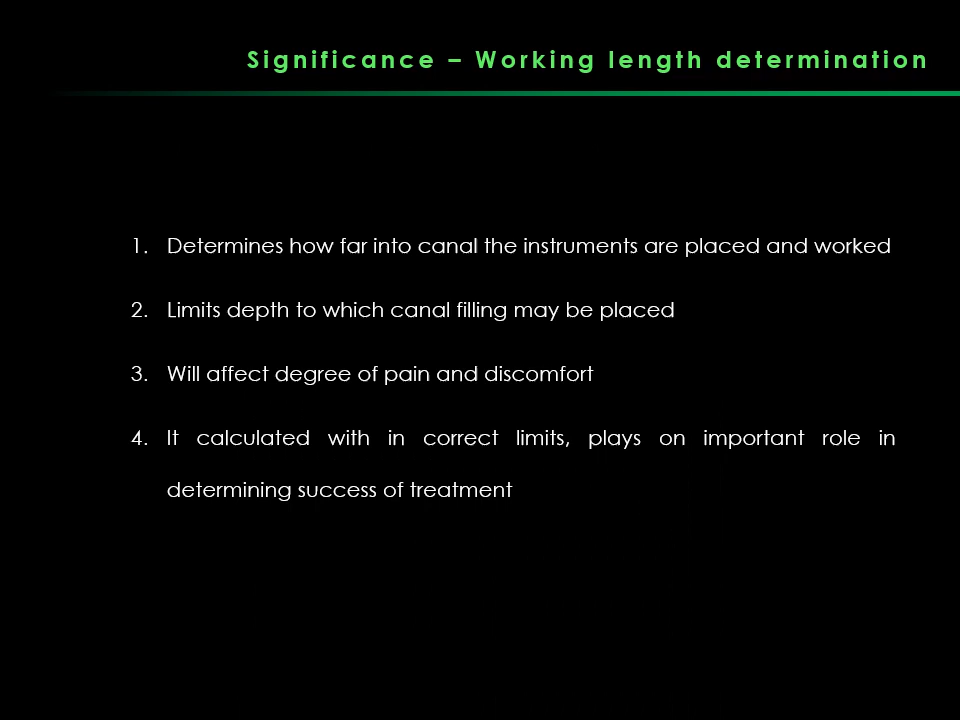 Significance – Working length determination
1. Determines how far into canal the instruments are placed and worked
2. Limits depth to which canal filling may be placed
3. Will affect degree of pain and discomfort
4. It calculated with in correct limits, plays on important role in
determining success of treatment